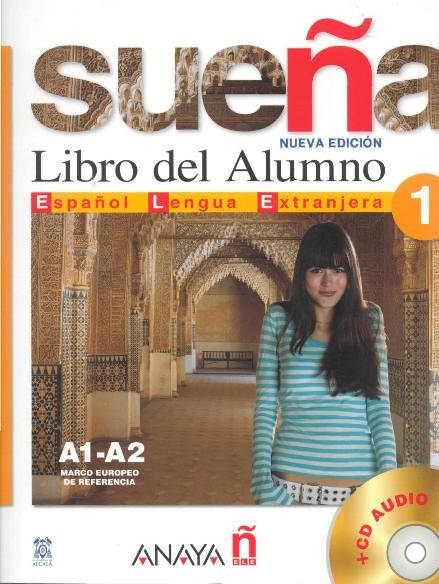 sueña
NUEVA EDICIÓN
Libro del Alumno
Español Lengua Extranjera
1
A1-A2
MARCO EUROPEO
DE REFERENCIA
+CD AUDIO
ANAYA ñ
ELE
ALCALÁ